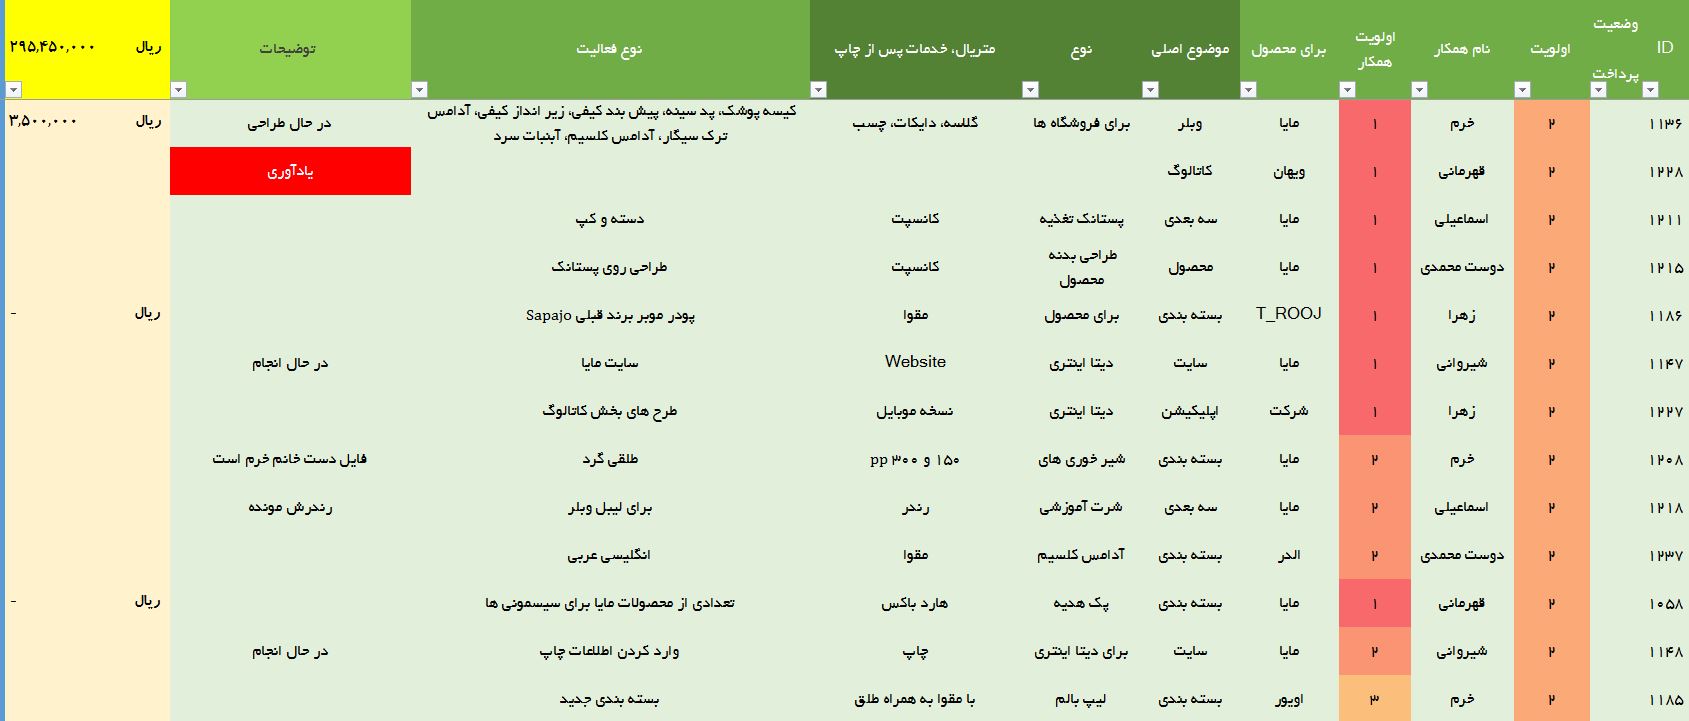 ID	وضعیت پرداخت	اولویت	نام همکار	اولویت همکار	برای محصول	موضوع اصلی	نوع	متریال، خدمات پس از چاپ	نوع فعالیت	توضیحات	ریال ۲۹۵,۴۵۰,۰۰۰
۱۱۳۶	۲	خرم	۱	مایا	وبلر	برای فروشگاه ها	گلاسه، دایکات، چسب	کیسه پوشک، پد سینه، پیش بند کیفی، زیر انداز کیفی، آدامس ترک سیگار، آدامس کلسیم، آبنبات سرد	در حال طراحی	ریال ۳,۵۰۰,۰۰۰
۱۲۲۸	۲	قهرمانی	۱	ویهان	کاتالوگ	یادآوری
۱۲۱۱	۲	اسماعیلی	۱	مایا	سه بعدی	پستانک تغذیه	کانسپت	دسته و کپ
۱۲۱۵	۲	دوست محمدی	۱	مایا	محصول	طراحی بدنه محصول	کانسپت	طراحی روی پستانک
۱۱۸۶	۲	زهرا	۱	T_ROOJ	بسته بندی	برای محصول	مقوا	پودر موبر برند قبلی Sapajo	ریال -
۱۱۴۷	۲	شیروانی	۱	مایا	سایت	دیتا اینتری	Website	سایت مایا	در حال انجام
۱۲۲۷	۲	زهرا	۱	شرکت	اپلیکیشن	دیتا اینتری	نسخه موبایل	طرح های بخش کاتالوگ
۱۲۰۸	۲	خرم	۲	مایا	بسته بندی	شیر خوری های	۱۵۰ و ۳۰۰ pp	طلقی گرد	فایل دست خانم خرم است
۱۲۱۸	۲	اسماعیلی	۲	مایا	سه بعدی	شرت آموزشی	رندر	برای لیبل وبلر	رندرش مونده
۱۲۳۷	۲	دوست محمدی	۲	الدر	بسته بندی	آدامس کلسیم	مقوا	انگلیسی عربی
۱۰۵۸	۲	قهرمانی	۱	مایا	بسته بندی	پک هدیه	هارد باکس	تعدادی از محصولات مایا برای سیسمونی ها	ریال -
۱۱۴۸	۲	شیروانی	۲	مایا	سایت	برای دیتا اینتری	چاپ	وارد کردن اطلاعات چاپ	در حال انجام
۱۱۸۵	۲	خرم	۳	اویور	بسته بندی	لیپ بالم	با مقوا به همراه طلق	بسته بندی جدید